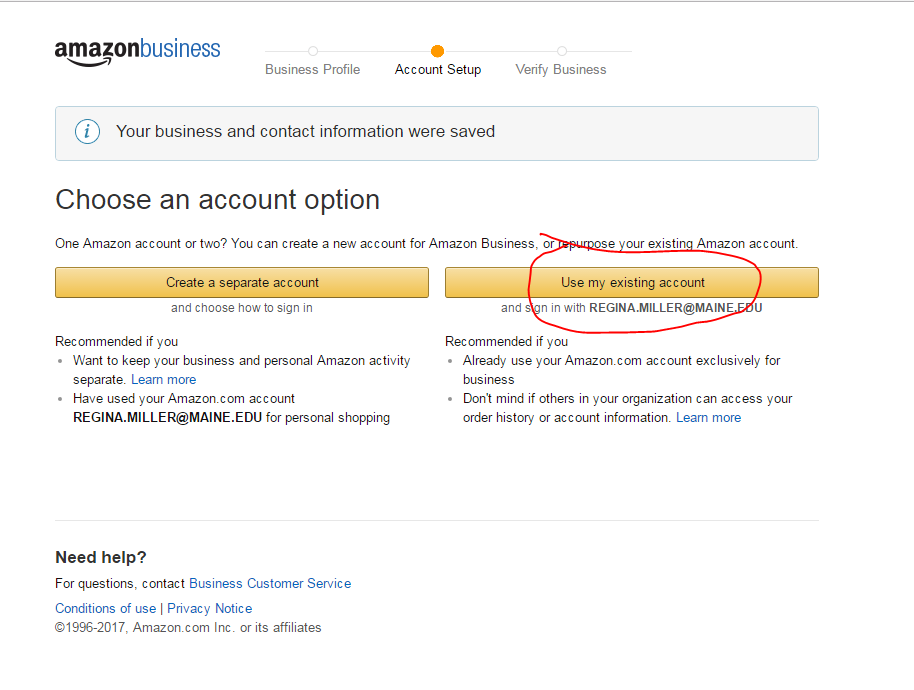 amazonbusiness
Business Profile Account Setup Verify Business
i Your business and contact information were saved
Choose an account option
One Amazon account or two? You can create a new account for Amazon Business, or repurpose your existing Amazon account.
Create a separate account
and choose how to sign in
Recommended if you
Want to keep your business and personal Amazon activity
separate. Learn more
Have used your Amazon.com account
REGINA.MILLER@MAINE.EDU for personal shopping
Use my existing account
and sign in with REGINA.MILLER@MAINE.EDU
Recommended if you
Already use your Amazon.com account exclusively for
business
Don't mind if others in your organization can access your
order history or account information. Learn more
Need help?
For questions, contact Business Customer Service
Conditions of use | Privacy Notice
©1996-2017, Amazon.com Inc. or its affiliates